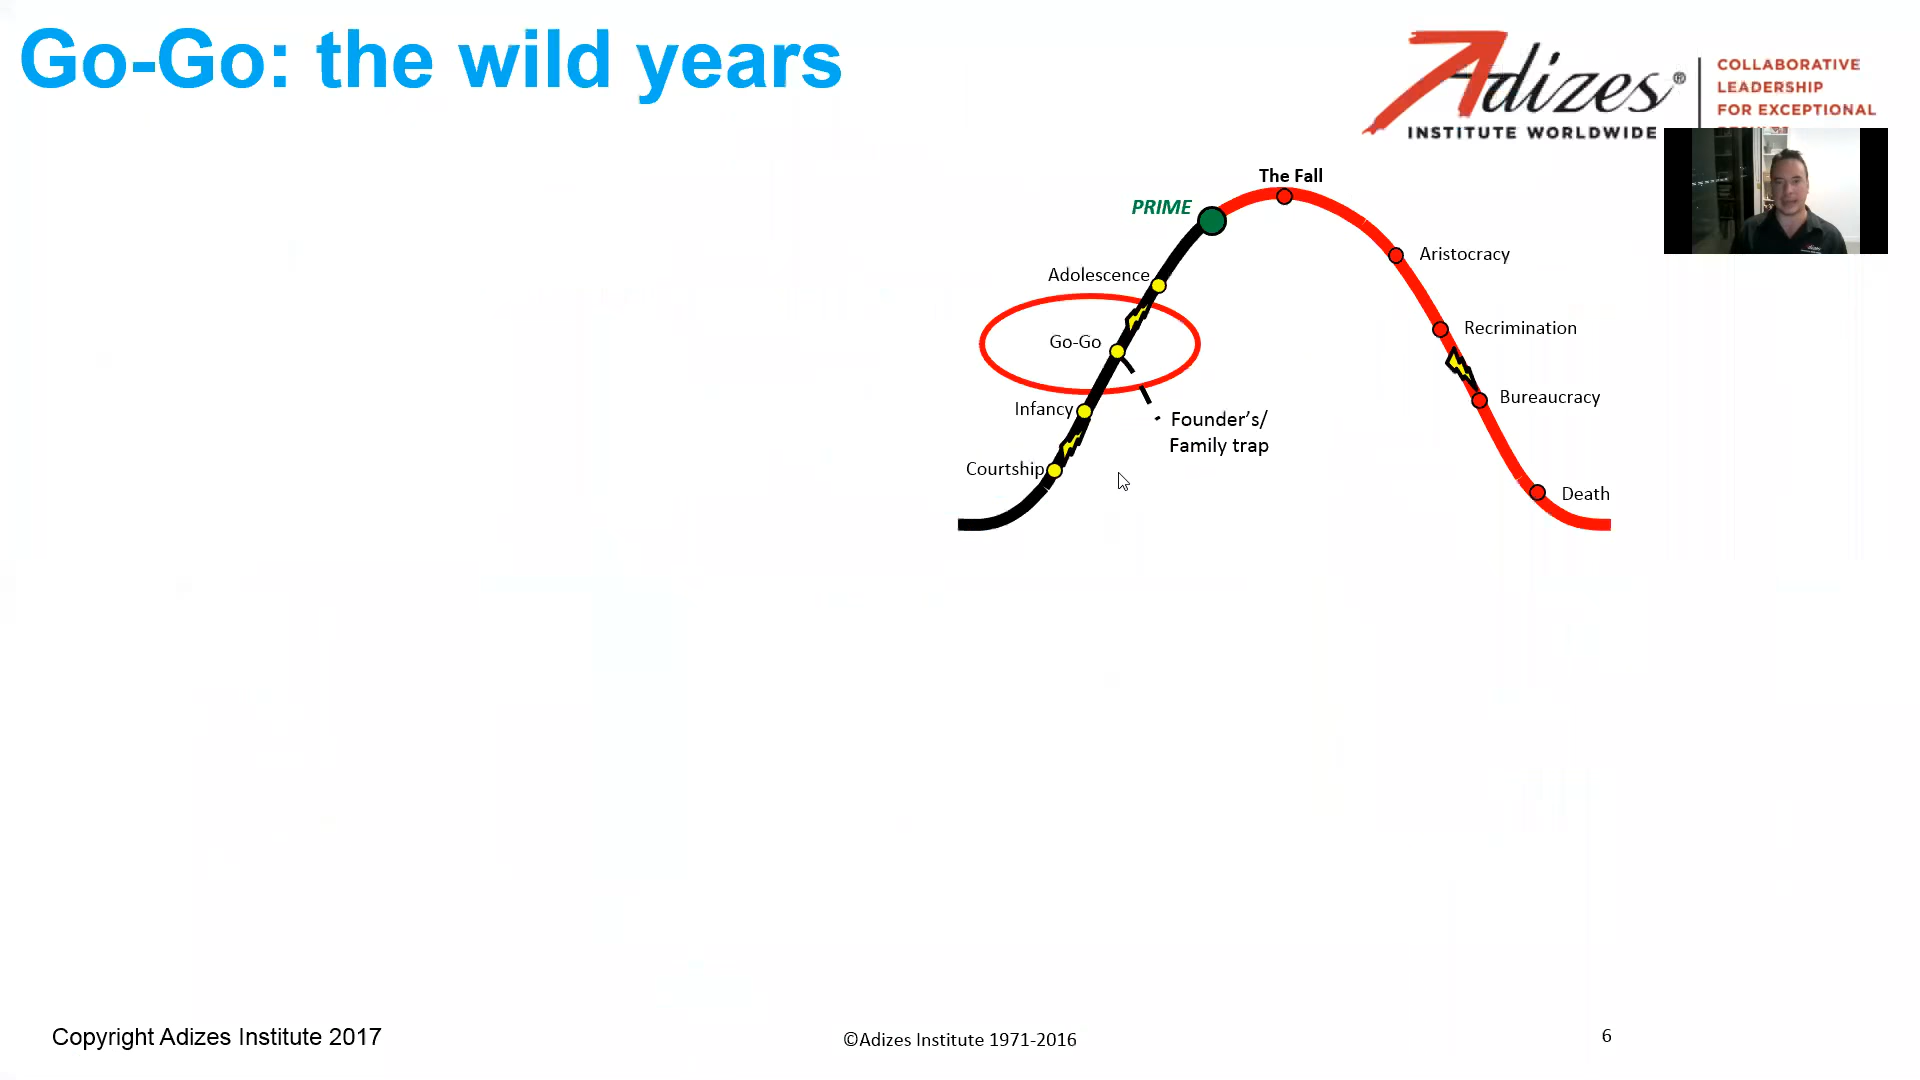 Go-Go: the wild years
Adizes®
INSTITUTE WORLDWIDE
COLLABORATIVE
LEADERSHIP
FOR EXCEPTIONAL
The Fall
PRIME
Aristocracy
Adolescence
Recrimination
Go-Go
Bureaucracy
Infancy
Founder’s/
Family trap
Courtship
Death
Copyright Adizes Institute 2017
©Adizes Institute 1971-2016
6